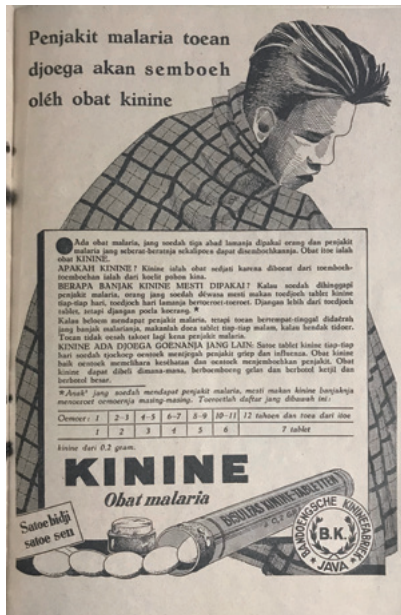 Penjakit malaria toean
djoega akan semboeh
oléh obat kinine
Ada obat malaria, jang soedah tiga abad lamanja dipakai orang dan penjakit
malaria jang seberat-beratnja sekalipoen dapat disemboehkannja. Obat itoe ialah
obat KININE.
APAKAH KININE? Kinine ialah obat sedjati karena diboeat dari toemboeh-
toemboehan ialah dari koelit pohon kina.
BERAPA BANJAK KININE MESTI DIPAKAI? Kalau soedah dihinggapi
penjakit malaria, orang jang soedah déwasa mesti makan toedjoeh tablet kinine
tiap-tiap hari, toedjoeh hari lamanja bertoeroet-toeroet. Djangan lebih dari toedjoeh
tablet, tetapi djangan poela koerang. *
Kalau beloem mendapat penjakit malaria, tetapi toean bertempat-tinggal didaérah
jang banjak malarianja, makanlah doea tablet tiap-tiap malam, kalau hendak tidoer.
Toean tidak oesah takoet lagi kena penjakit malaria.
KININE ADA DJOEGA GOENANJA JANG LAIN: Satoe tablet kinine tiap-tiap
hari soedah tjoekoep oentoek mentjegah penjakit griep dan influenza. Obat kinine
baik oentoek memelihara kesihatan dan oentoek menjemboehkan penjakit. Obat
kinine dapat dibeli dimana-mana, berboemboeng gelas dan berbotol ketjil dan
berbotol besar.
*Anak² jang soedah mendapat penjakit malaria, mesti makan kinine banjaknja
menoeroet oemoernja masing-masing. Toeroetlah daftar jang dibawah ini:
Oemoer: 1 2-3 4-5 6-7 8-9 10-11 12 tahoen dan toea dari itoe
1 2 3 4 5 6 7 tablet
kinine dari 0.2 gram.
KININE
Obat malaria
Satoe bidji
satoe sen
BISULFAS KININE-TABLETTEN
BANDOENGSCHE KININEFABRIEK
B.K.
JAVA